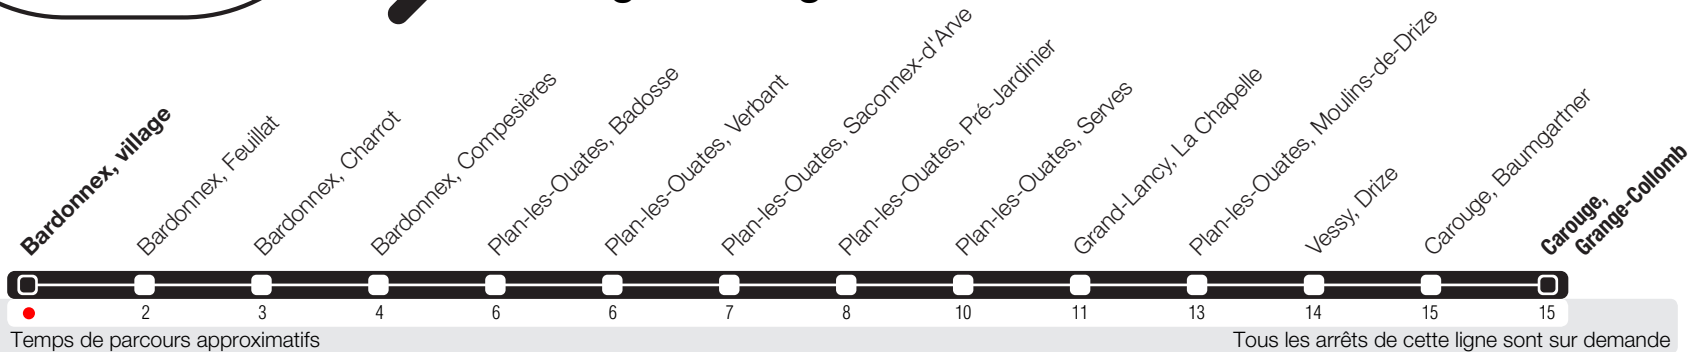 Bardonnex, village
Bardonnex, Feuillat
Bardonnex, Charrot
Bardonnex, Compesières
Plan-les-Ouates, Badosse
Plan-les-Ouates, Verbant
Plan-les-Ouates, Saconnex-d'Arve
Plan-les-Ouates, Pré-Jardinier
Plan-les-Ouates, Serves
Grand-Lancy, La Chapelle
Plan-les-Ouates, Moulins-de-Drize
Vessy, Drize
Carouge, Baumgartner
Carouge,
Grange-Collomb
2 3 4 6 6 7 8 10 11 13 14 15 15
Temps de parcours approximatifs
Tous les arrêts de cette ligne sont sur demande